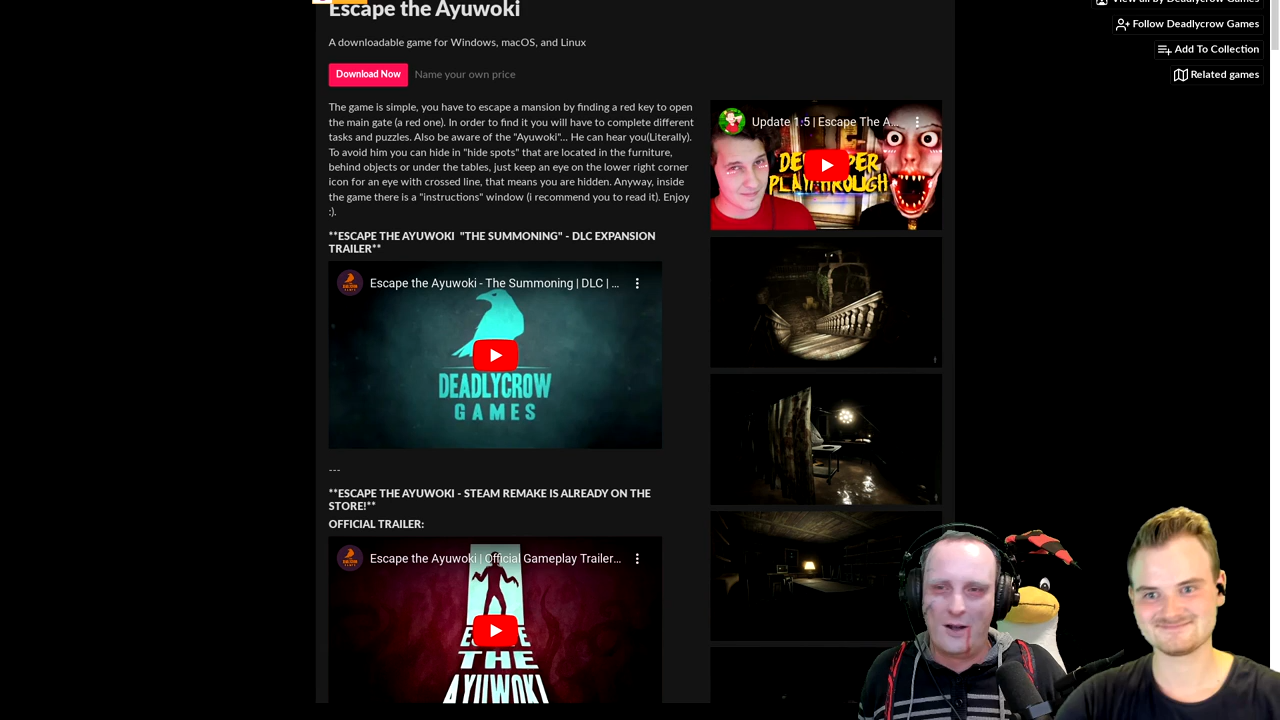 Escape the Ayuwoki
Follow Deadlycrow Games
Add To Collection
Related games
A downloadable game for Windows, macOS, and Linux
Download Now Name your own price
The game is simple, you have to escape a mansion by finding a red key to open
the main gate (a red one). In order to find it you will have to complete different
tasks and puzzles. Also be aware of the "Ayuwoki"... He can hear you(Literally).
To avoid him you can hide in "hide spots" that are located in the furniture,
behind objects or under the tables, just keep an eye on the lower right corner
icon for an eye with crossed line, that means you are hidden. Anyway, inside
the game there is a "instructions" window (i recommend you to read it). Enjoy
:).
**ESCAPE THE AYUWOKI "THE SUMMONING" - DLC EXPANSION
TRAILER**
Escape the Ayuwoki - The Summoning | DLC | ...
DEADLYCROW
GAMES
---
**ESCAPE THE AYUWOKI - STEAM REMAKE IS ALREADY ON THE
STORE!**
OFFICIAL TRAILER:
Escape the Ayuwoki | Official Gameplay Trailer...
ESCAPE
THE
AYUWOKI
Update 1.5 | Escape The A...
DEVELOPER
PLAYTHROUGH